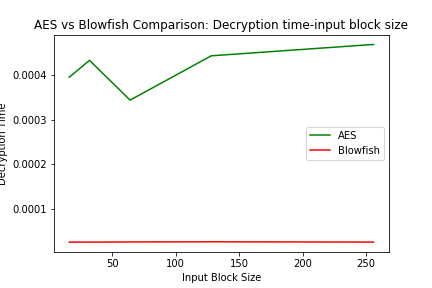 AES vs Blowfish Comparison: Decryption time-input block size
0.0004
0.0003
0.0002
0.0001
Decryption Time
AES
Blowfish
50
100
150
200
250
Input Block Size